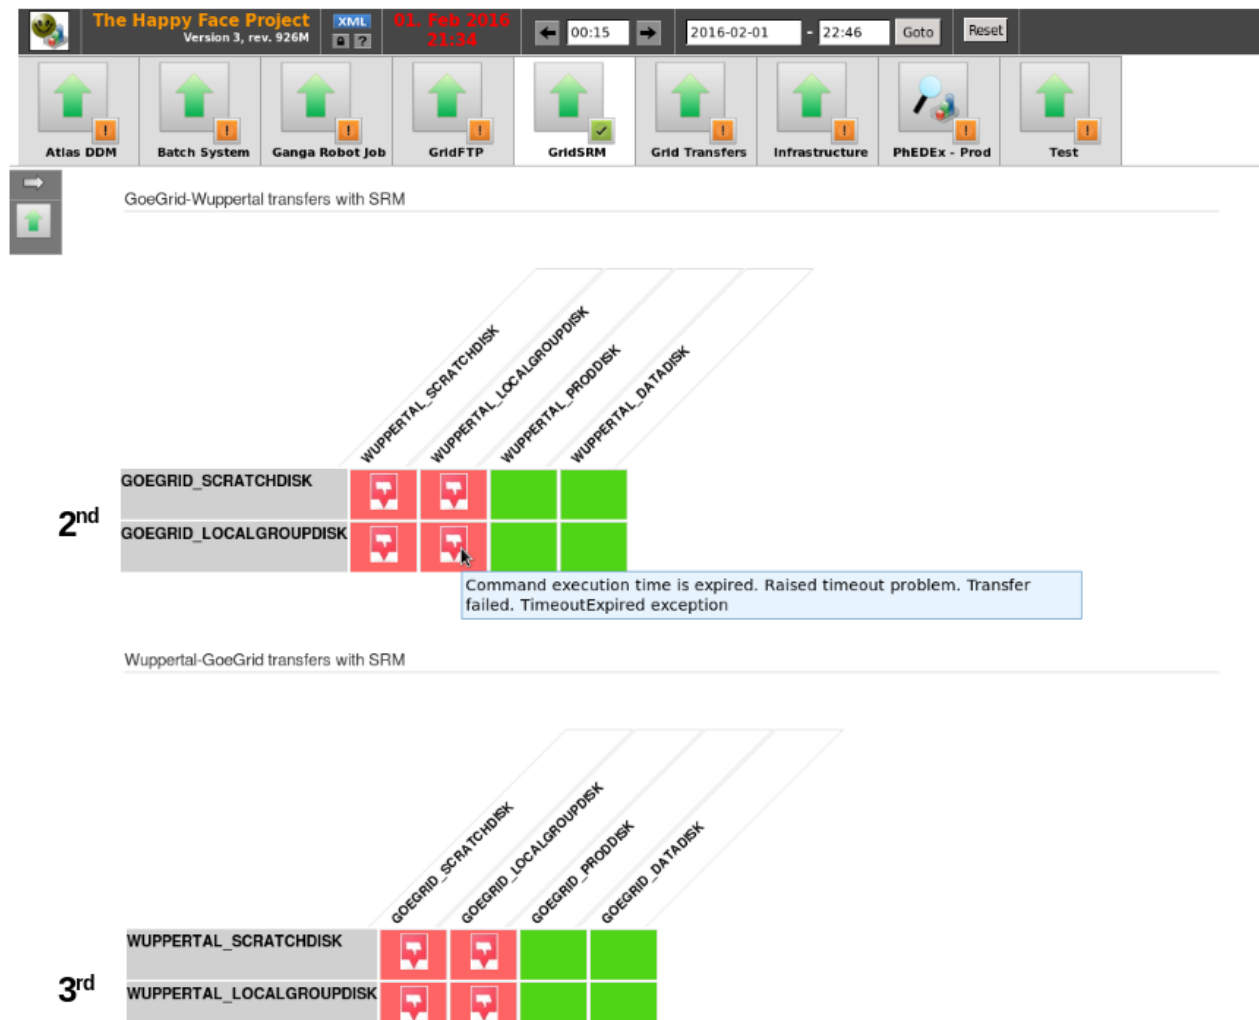 The Happy Face Project
Version 3, rev. 926M
XML
?
01. Feb 2016
21:34
00:15
2016-02-01
-
22:46
Goto
Reset
Atlas DDM
Batch System
Ganga Robot Job
GridFTP
GridSRM
Grid Transfers
Infrastructure
PhEDEx - Prod
Test
GoeGrid-Wuppertal transfers with SRM
WUPPERTAL_SCRATCHDISK
WUPPERTAL_LOCALGROUPDISK
WUPPERTAL_PRODDISK
WUPPERTAL_DATADISK
2nd
GOEGRID_SCRATCHDISK
GOEGRID_LOCALGROUPDISK
Command execution time is expired. Raised timeout problem. Transfer
failed. TimeoutExpired exception
Wuppertal-GoeGrid transfers with SRM
GOEGRID_SCRATCHDISK
GOEGRID_LOCALGROUPDISK
GOEGRID_PRODDISK
GOEGRID_DATADISK
3rd
WUPPERTAL_SCRATCHDISK
WUPPERTAL_LOCALGROUPDISK